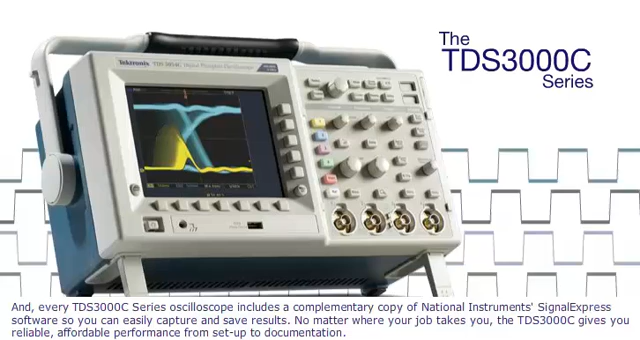 The
TDS3000C
Series
Tektronix
And, every TDS3000C Series oscilloscope includes a complementary copy of National Instruments' SignalExpress
software so you can easily capture and save results. No matter where your job takes you, the TDS3000C gives you
reliable, affordable performance from set-up to documentation.